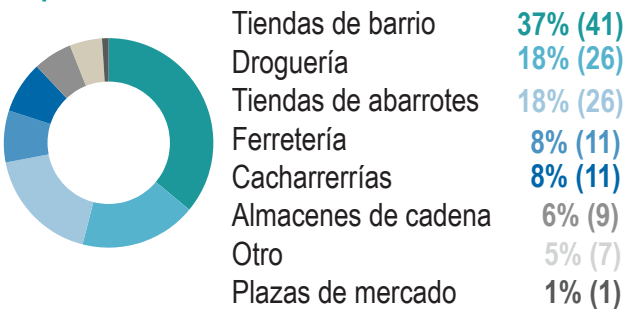 Tiendas de barrio 37% (41)
Droguería 18% (26)
Tiendas de abarrotes 18% (26)
Ferretería 8% (11)
Cacharrerrías 8% (11)
Almacenes de cadena 6% (9)
Otro 5% (7)
Plazas de mercado 1% (1)